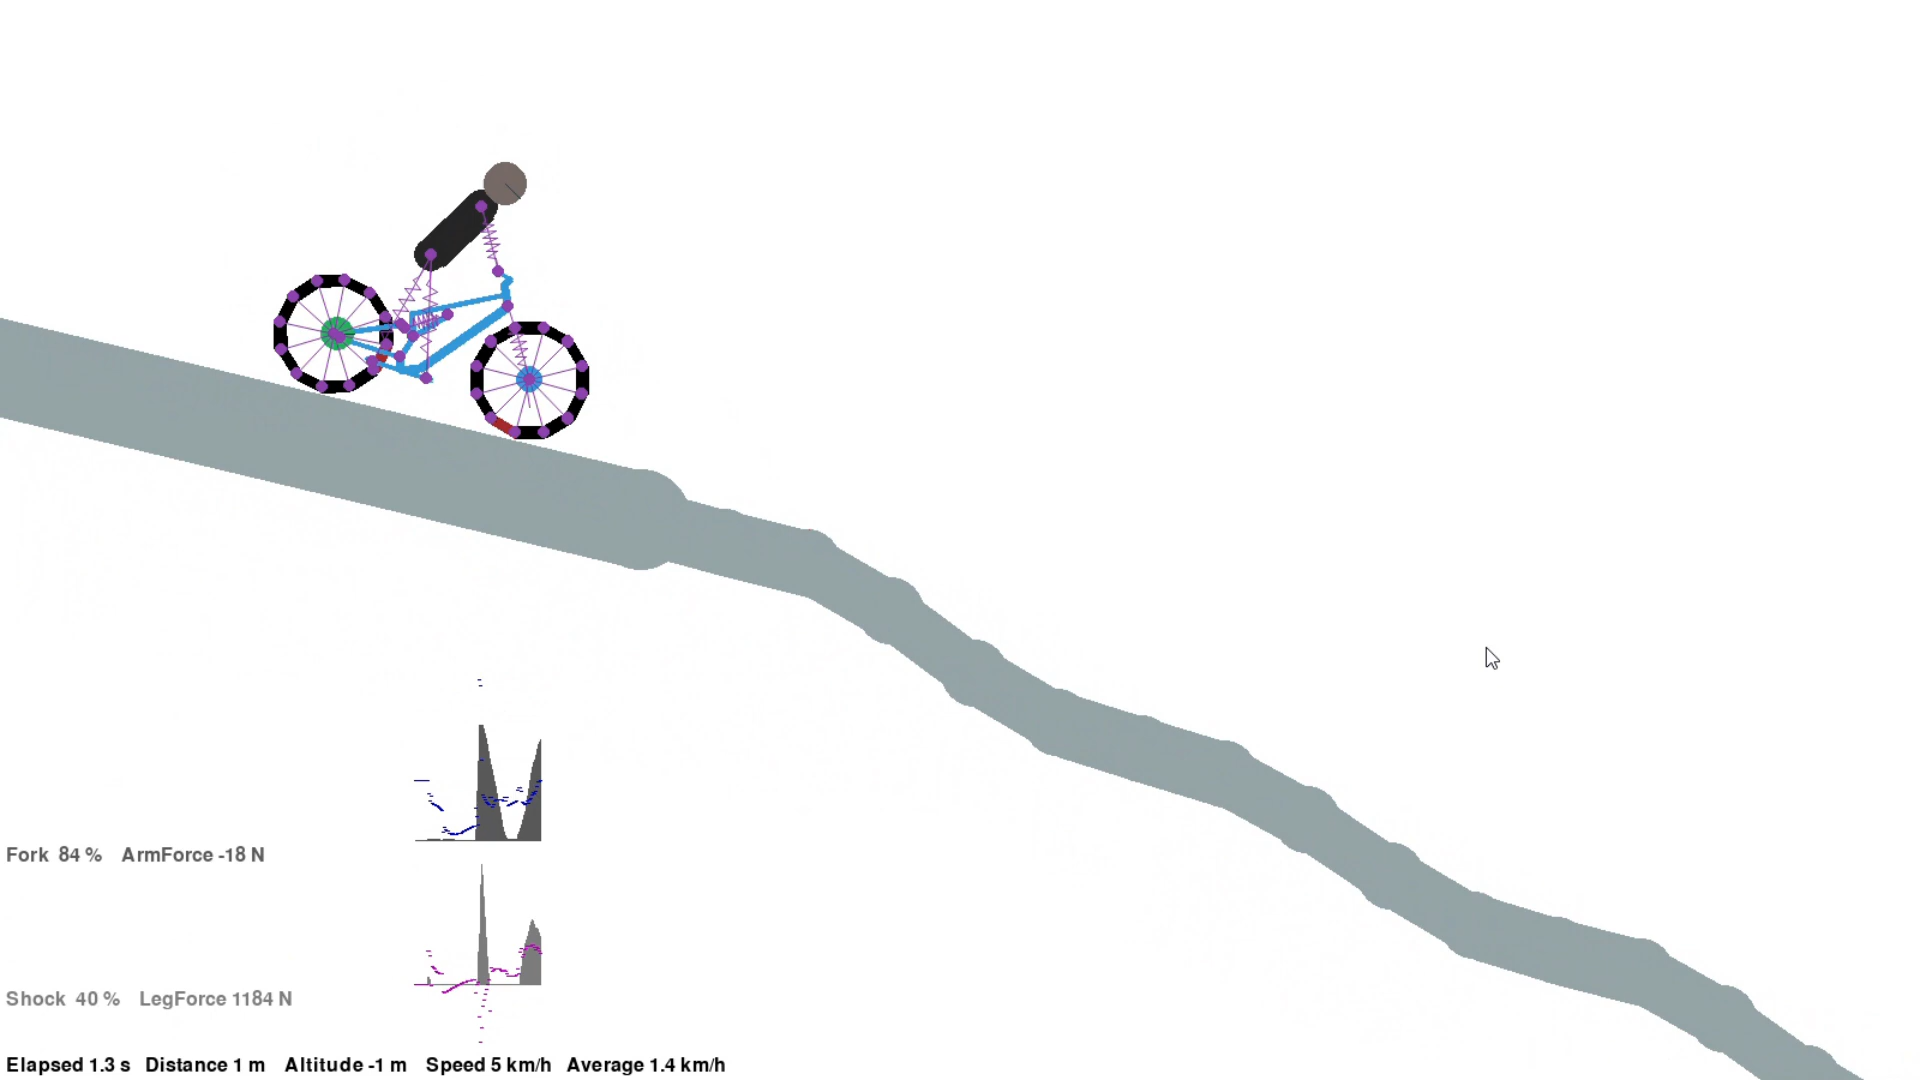 Fork 84 % ArmForce -18 N
Shock 40 % LegForce 1184 N
Elapsed 1.3 s Distance 1 m Altitude -1 m Speed 5 km/h Average 1.4 km/h